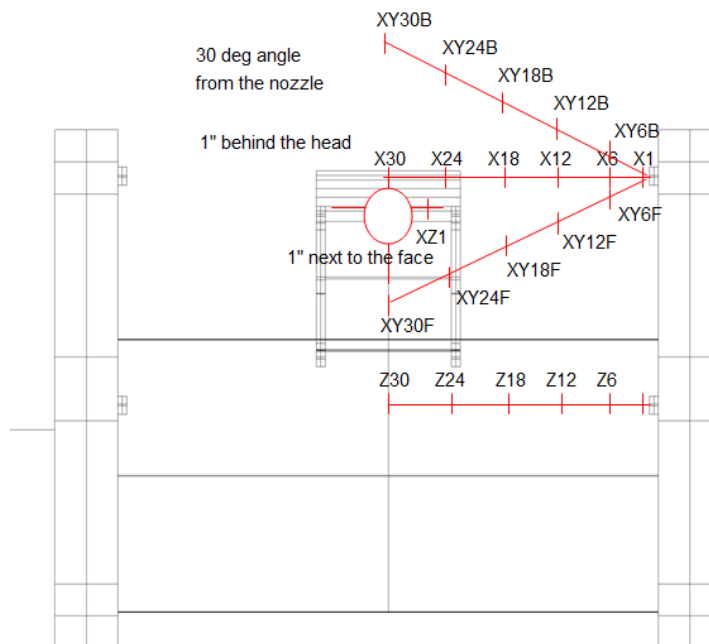 XY30B
30 deg angle
from the nozzle
XY24B
XY18B
XY12B
1" behind the head
XY6B
X30
X24
X18
X12
X6
X1
XY6F
XZ1
XY12F
1" next to the face
XY18F
XY24F
XY30F
Z30
Z24
Z18
Z12
Z6